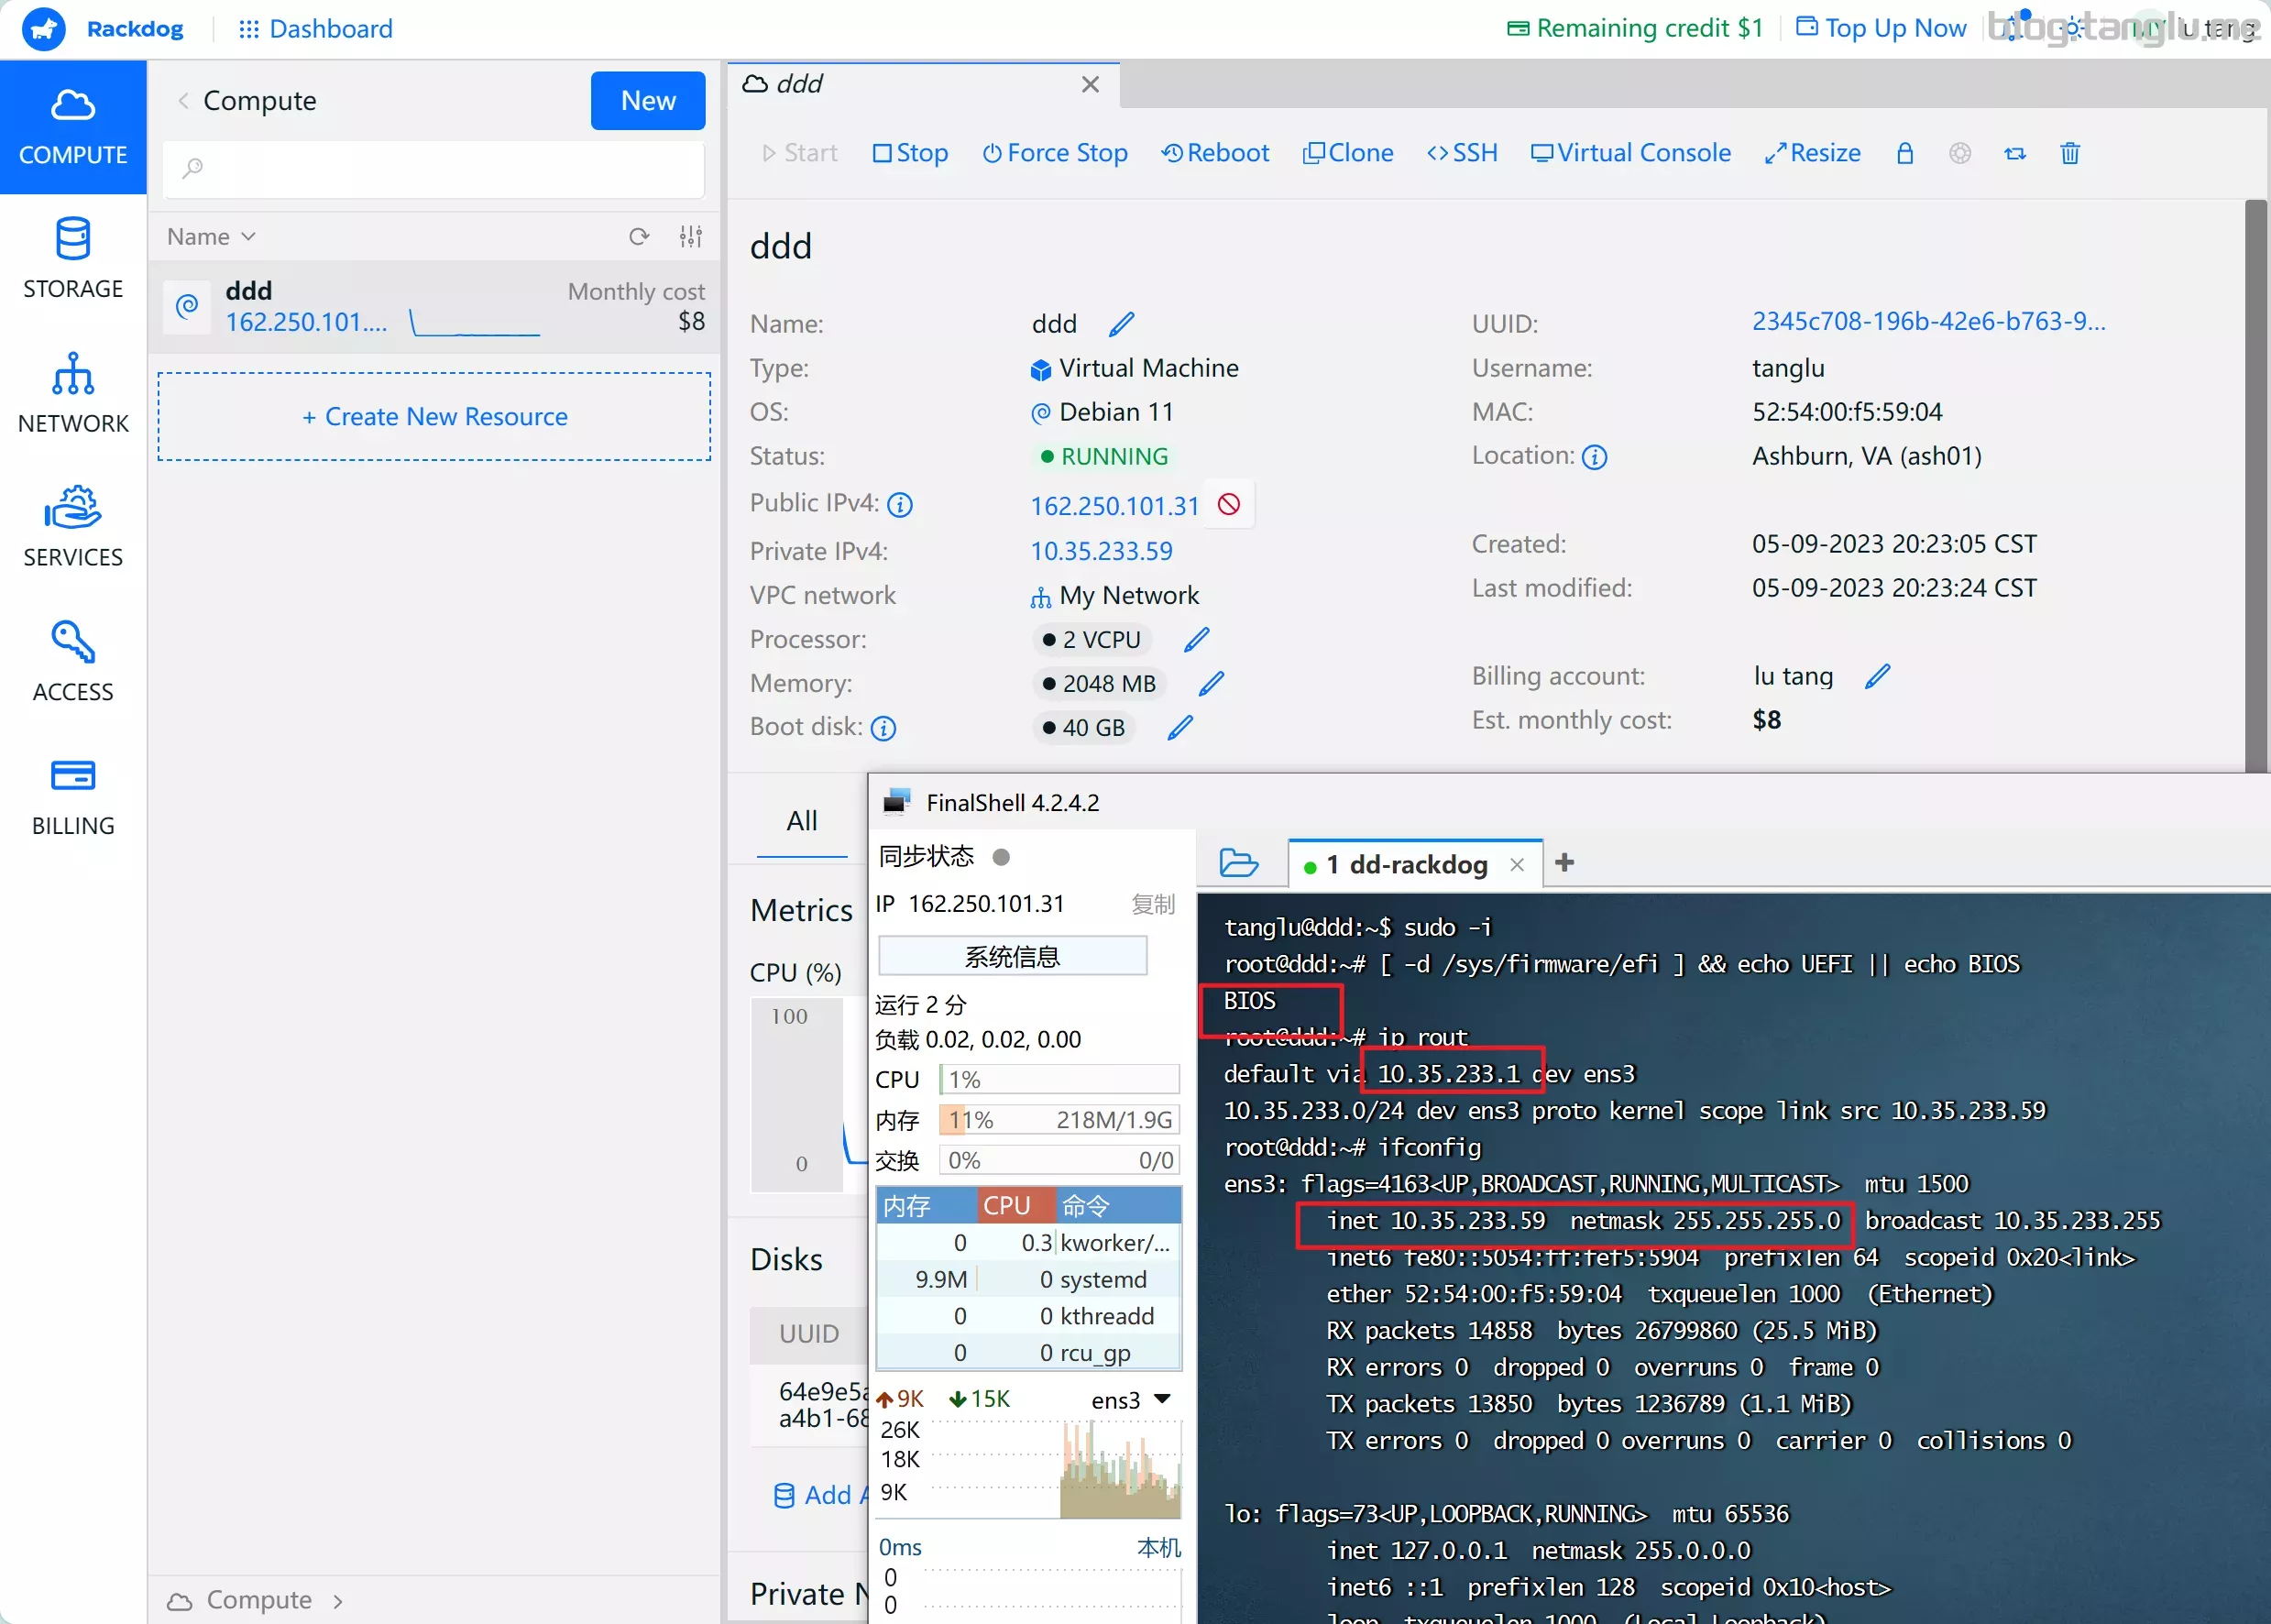 Rackdog
Dashboard
Remaining credit $1
Top Up Now
blog.tanglu.me
COMPUTE
STORAGE
NETWORK
SERVICES
ACCESS
BILLING
Compute
New
Name
ddd
162.250.101....
Monthly cost
$8
+ Create New Resource
Compute
ddd
Start
Stop
Force Stop
Reboot
Clone
SSH
Virtual Console
Resize
ddd
Name:
ddd
Type:
Virtual Machine
OS:
Debian 11
Status:
RUNNING
Public IPv4:
162.250.101.31
Private IPv4:
10.35.233.59
VPC network
My Network
Processor:
2 VCPU
Memory:
2048 MB
Boot disk:
40 GB
UUID:
2345c708-196b-42e6-b763-9...
Username:
tanglu
MAC:
52:54:00:f5:59:04
Location:
Ashburn, VA (ash01)
Created:
05-09-2023 20:23:05 CST
Last modified:
05-09-2023 20:23:24 CST
Billing account:
lu tang
Est. monthly cost:
$8
All
Metrics
CPU (%)
100
0
Disks
UUID
64e9e5a
a4b1-68
Add A
Private N
FinalShell 4.2.4.2
同步状态
IP 162.250.101.31
复制
系统信息
运行 2 分
负载 0.02, 0.02, 0.00
CPU 1%
内存 11% 218M/1.9G
交换 0% 0/0
内存 CPU 命令
0 0.3 kworker/...
9.9M 0 systemd
0 0 kthreadd
0 0 rcu_gp
9K 15K ens3
26K
18K
9K
0ms 本机
0
0
1 dd-rackdog
tanglu@ddd:~$ sudo -i
root@ddd:~# [ -d /sys/firmware/efi ] && echo UEFI || echo BIOS
BIOS
root@ddd:~# ip rout
default via 10.35.233.1 dev ens3
10.35.233.0/24 dev ens3 proto kernel scope link src 10.35.233.59
root@ddd:~# ifconfig
ens3: flags=4163<UP,BROADCAST,RUNNING,MULTICAST> mtu 1500
inet 10.35.233.59 netmask 255.255.255.0 broadcast 10.35.233.255
inet6 fe80::5054:ff:fef5:5904 prefixlen 64 scopeid 0x20<link>
ether 52:54:00:f5:59:04 txqueuelen 1000 (Ethernet)
RX packets 14858 bytes 26799860 (25.5 MiB)
RX errors 0 dropped 0 overruns 0 frame 0
TX packets 13850 bytes 1236789 (1.1 MiB)
TX errors 0 dropped 0 overruns 0 carrier 0 collisions 0
lo: flags=73<UP,LOOPBACK,RUNNING> mtu 65536
inet 127.0.0.1 netmask 255.0.0.0
inet6 ::1 prefixlen 128 scopeid 0x10<host>
loop txqueuelen 1000 (Local Loopback)